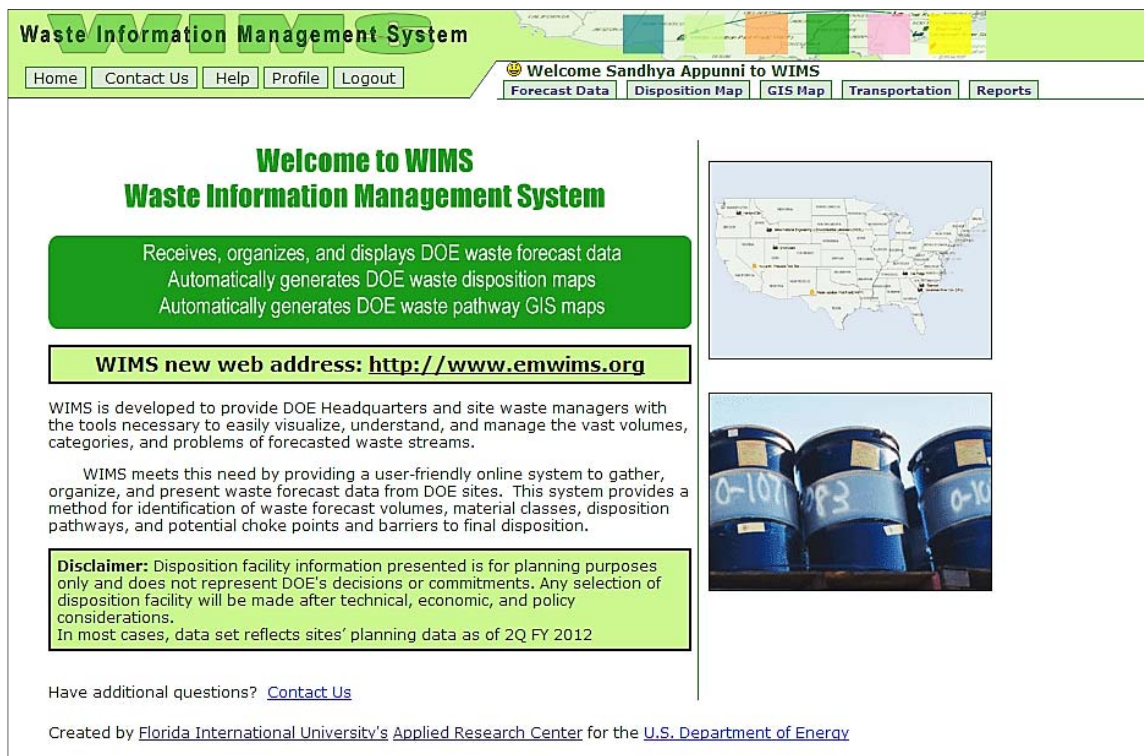 Waste Information Management System
WIMS
Home Contact Us Help Profile Logout
Welcome Sandhya Appunni to WIMS
Forecast Data Disposition Map GIS Map Transportation Reports
Welcome to WIMS
Waste Information Management System
Receives, organizes, and displays DOE waste forecast data
Automatically generates DOE waste disposition maps
Automatically generates DOE waste pathway GIS maps
WIMS new web address: http://www.emwims.org
WIMS is developed to provide DOE Headquarters and site waste managers with
the tools necessary to easily visualize, understand, and manage the vast volumes,
categories, and problems of forecasted waste streams.
WIMS meets this need by providing a user-friendly online system to gather,
organize, and present waste forecast data from DOE sites. This system provides a
method for identification of waste forecast volumes, material classes, disposition
pathways, and potential choke points and barriers to final disposition.
Disclaimer: Disposition facility information presented is for planning purposes
only and does not represent DOE's decisions or commitments. Any selection of
disposition facility will be made after technical, economic, and policy
considerations.
In most cases, data set reflects sites' planning data as of 2Q FY 2012
Have additional questions? Contact Us
Created by Florida International University's Applied Research Center for the U.S. Department of Energy
0-107
083
0-10